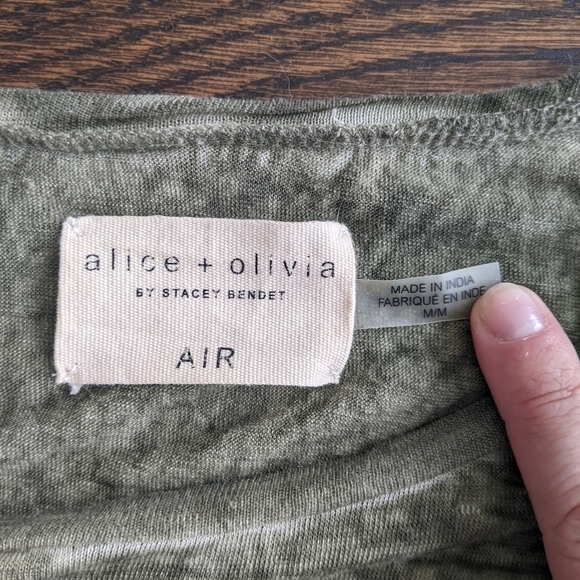 alice + olivia
BY STACEY BENDET
AIR
MADE IN INDIA
FABRIQUÉ EN INDE
M/M